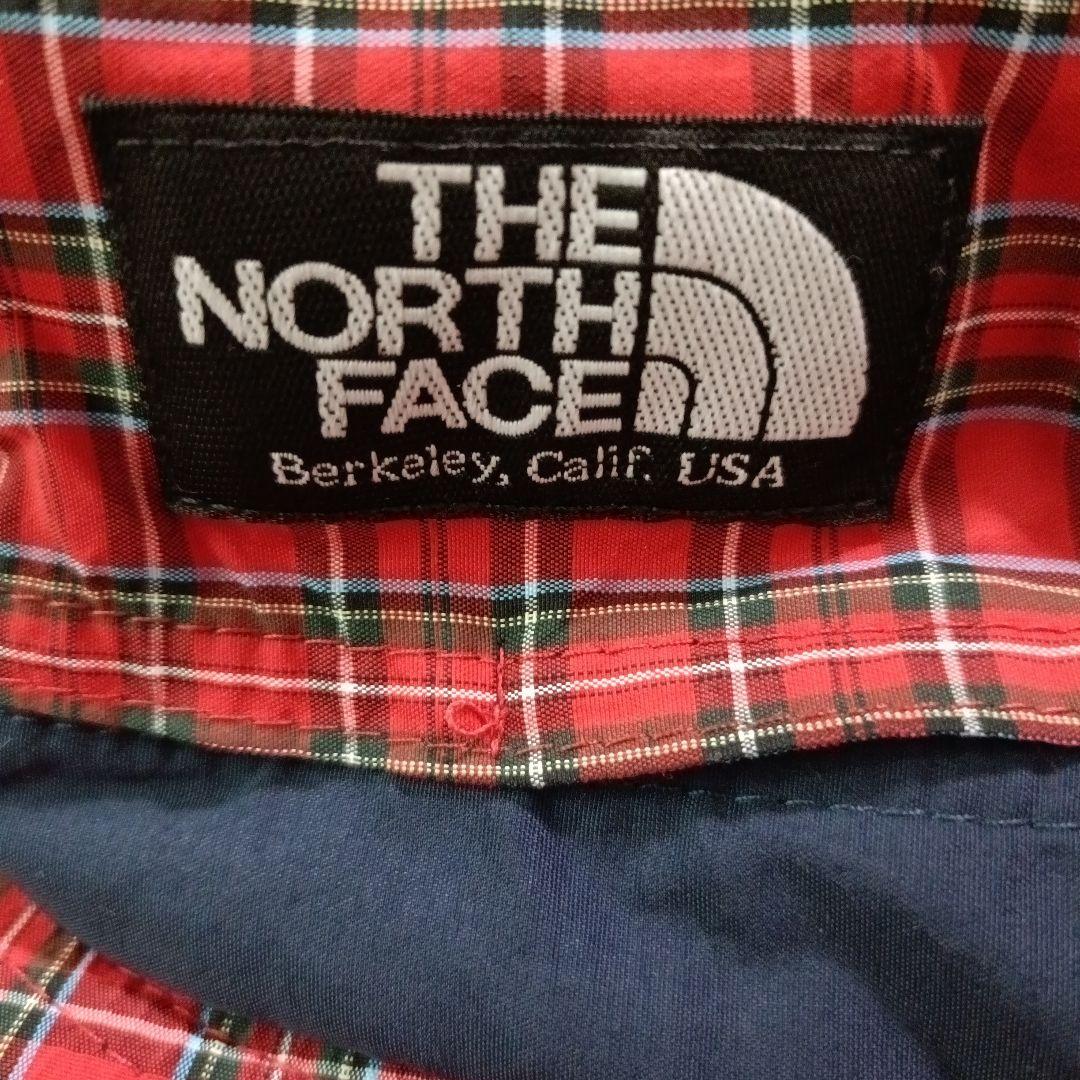 THE
NORTH
FACE
Berkeley, Calif. USA